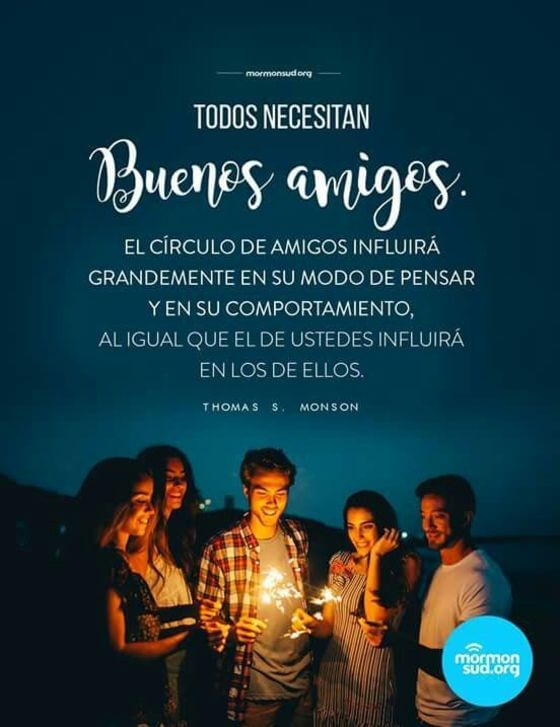 mormonsud.org
TODOS NECESITAN
Buenos amigos.
EL CÍRCULO DE AMIGOS INFLUIRÁ
GRANDEMENTE EN SU MODO DE PENSAR
Y EN SU COMPORTAMIENTO,
AL IGUAL QUE EL DE USTEDES INFLUIRÁ
EN LOS DE ELLOS.
THOMAS S. MONSON
mormon
sud.org